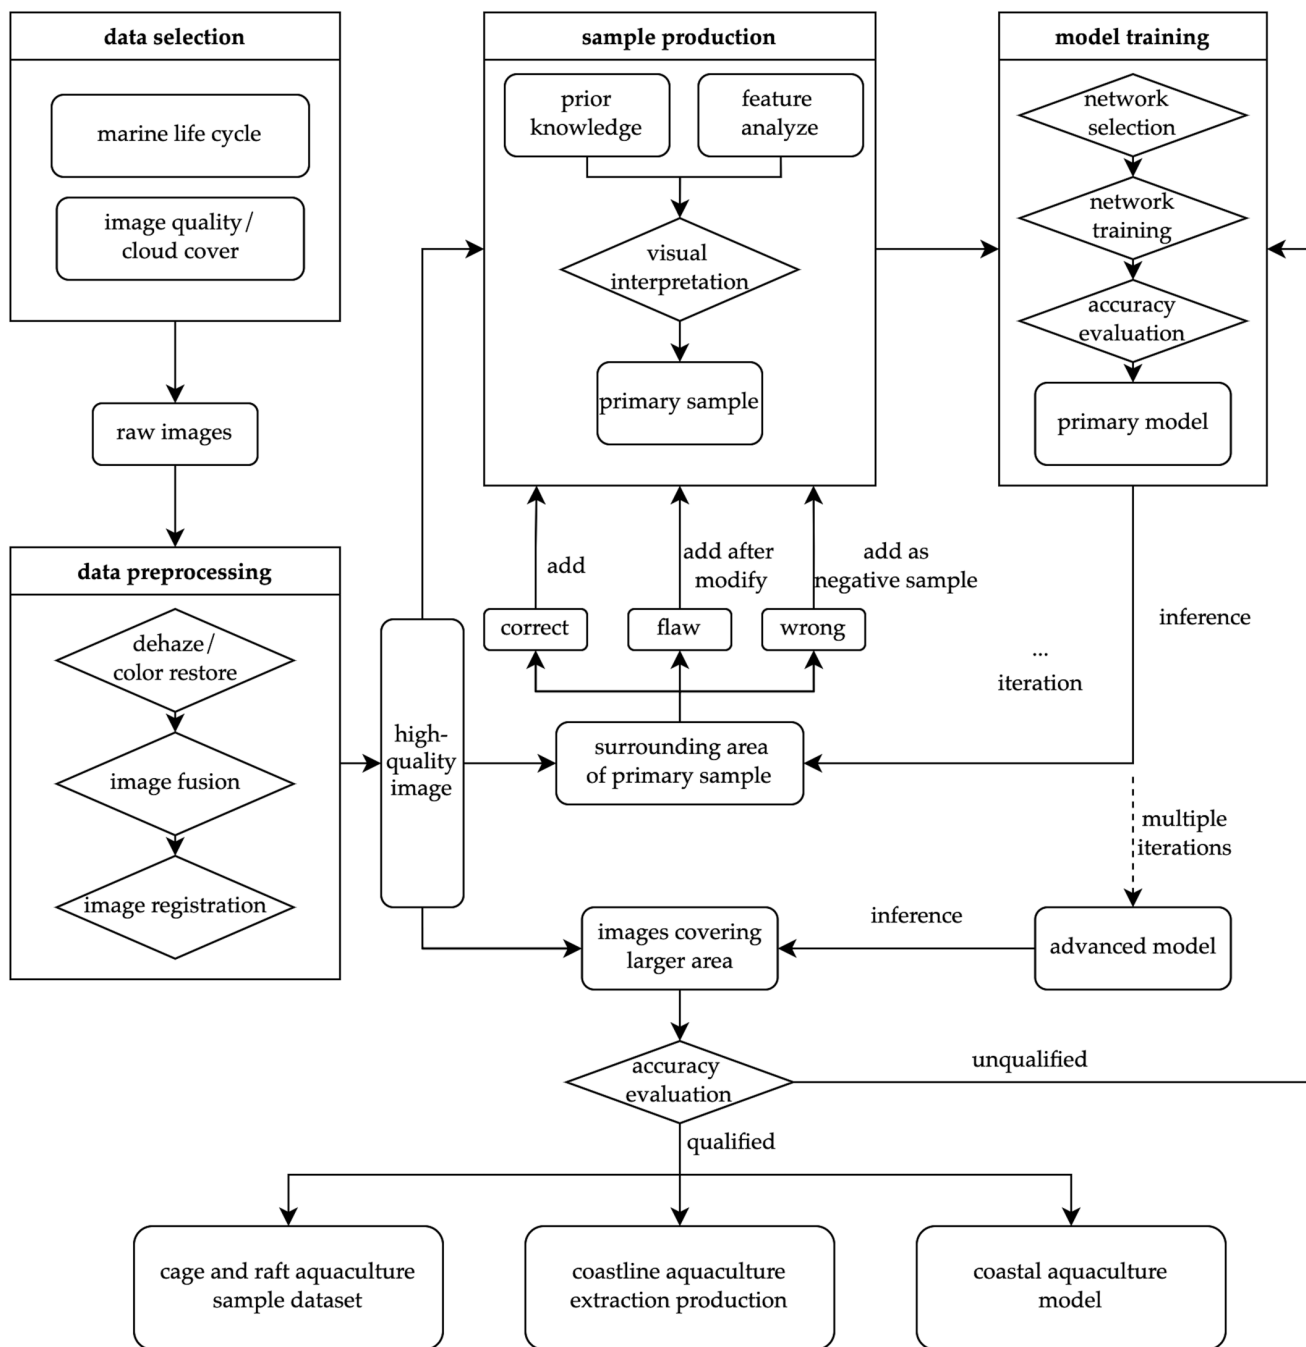 data selection
marine life cycle
image quality/
cloud cover
raw images
data preprocessing
dehaze/
color restore
image fusion
image registration
high-
quality
image
sample production
prior
knowledge
feature
analyze
visual
interpretation
primary sample
add
add after
modify
add as
negative sample
correct
flaw
wrong
surrounding area
of primary sample
model training
network
selection
network
training
accuracy
evaluation
primary model
inference
...
iteration
multiple
iterations
advanced model
inference
images covering
larger area
accuracy
evaluation
unqualified
qualified
cage and raft aquaculture
sample dataset
coastline aquaculture
extraction production
coastal aquaculture
model